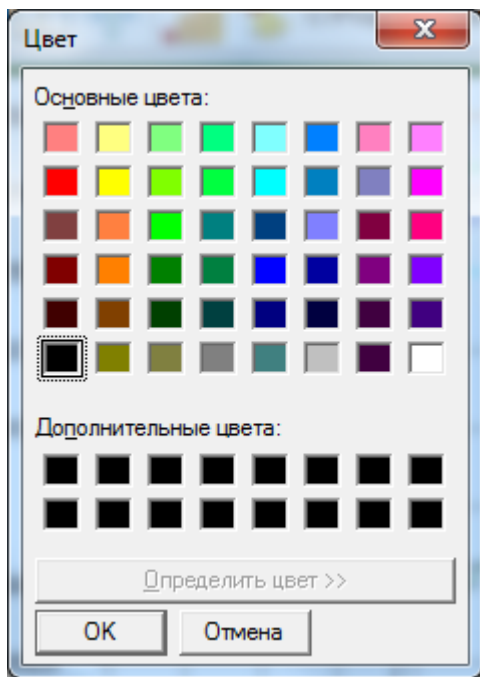 Цвет
Основные цвета:
Дополнительные цвета:
Определить цвет >>
OK
Отмена